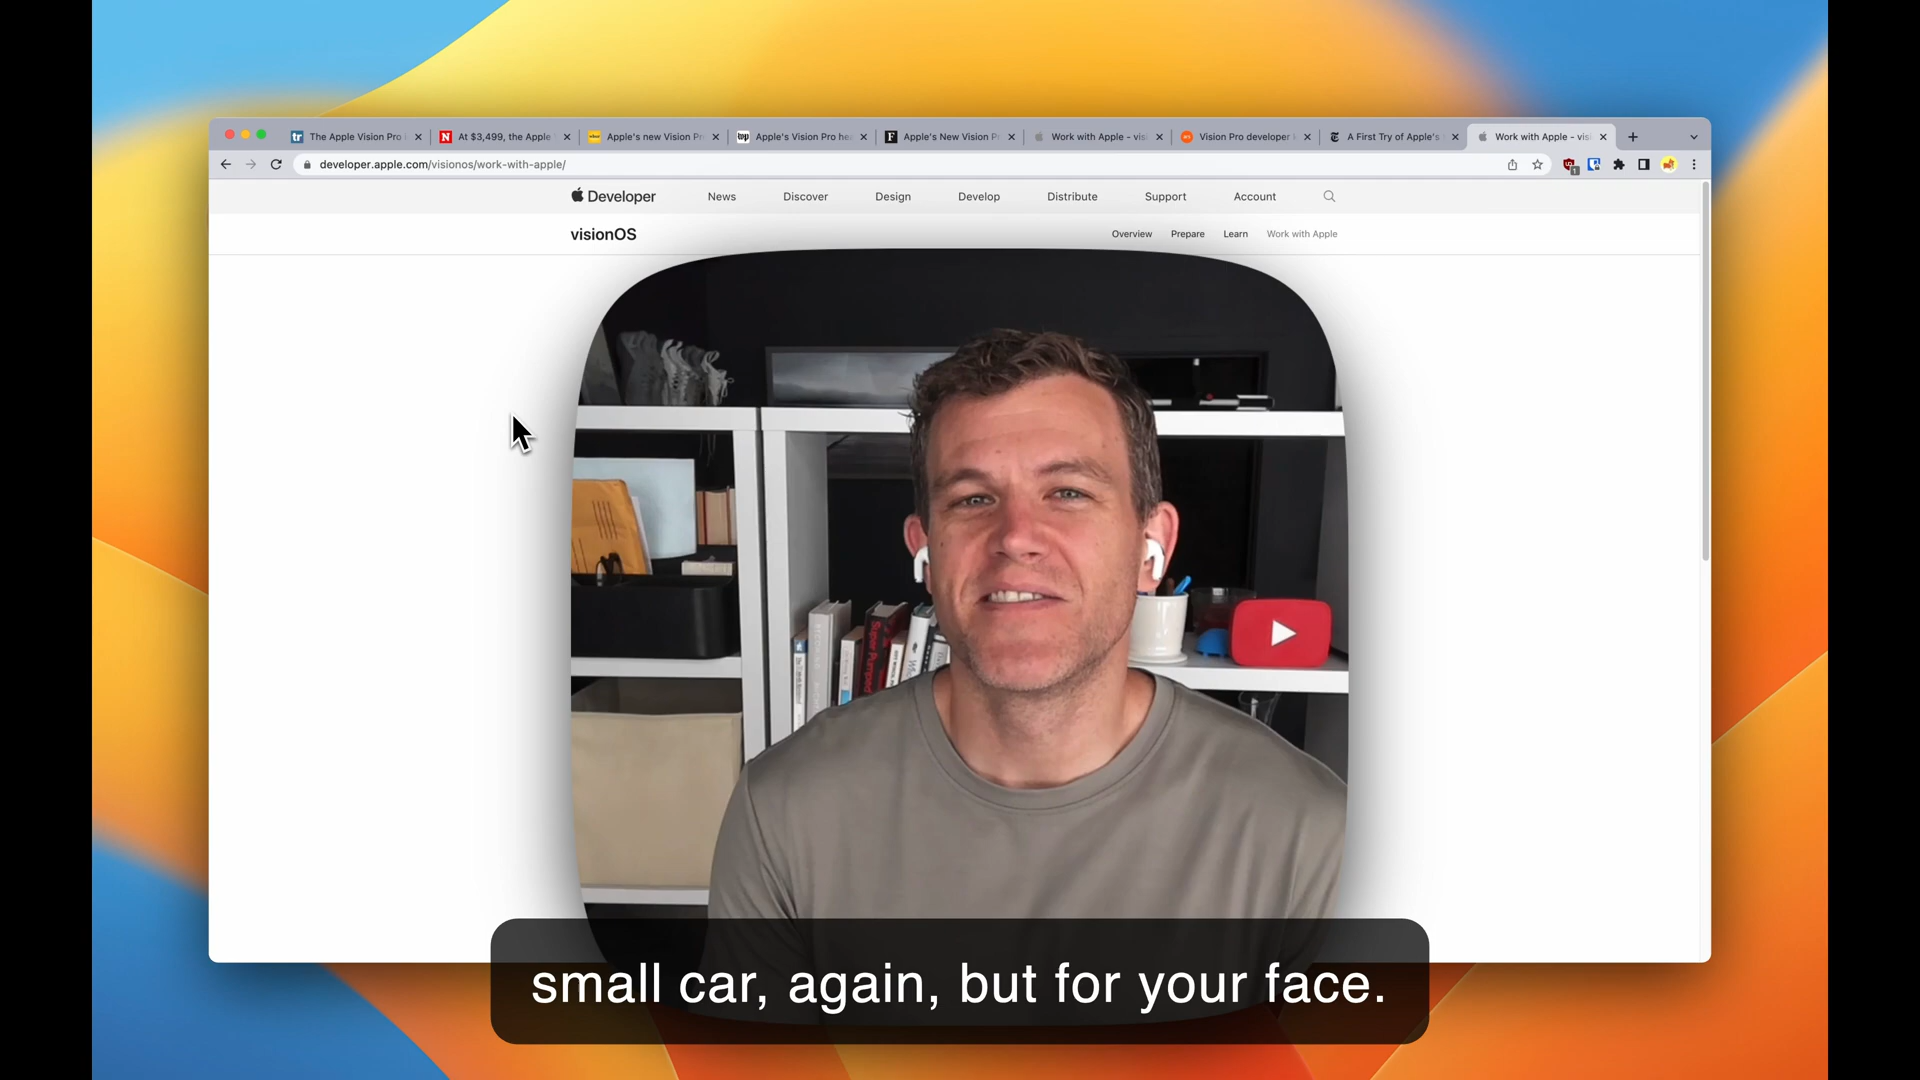 The Apple Vision Pro
At $3,499, the Apple
Apple's new Vision Pr
Apple's Vision Pro hea
Apple's New Vision P
Work with Apple - vis
Vision Pro developer
A First Try of Apple's
Work with Apple - vis
developer.apple.com/visionos/work-with-apple/
Developer
News
Discover
Design
Develop
Distribute
Support
Account
visionOS
Overview
Prepare
Learn
Work with Apple
Super Pumped
small car, again, but for your face.